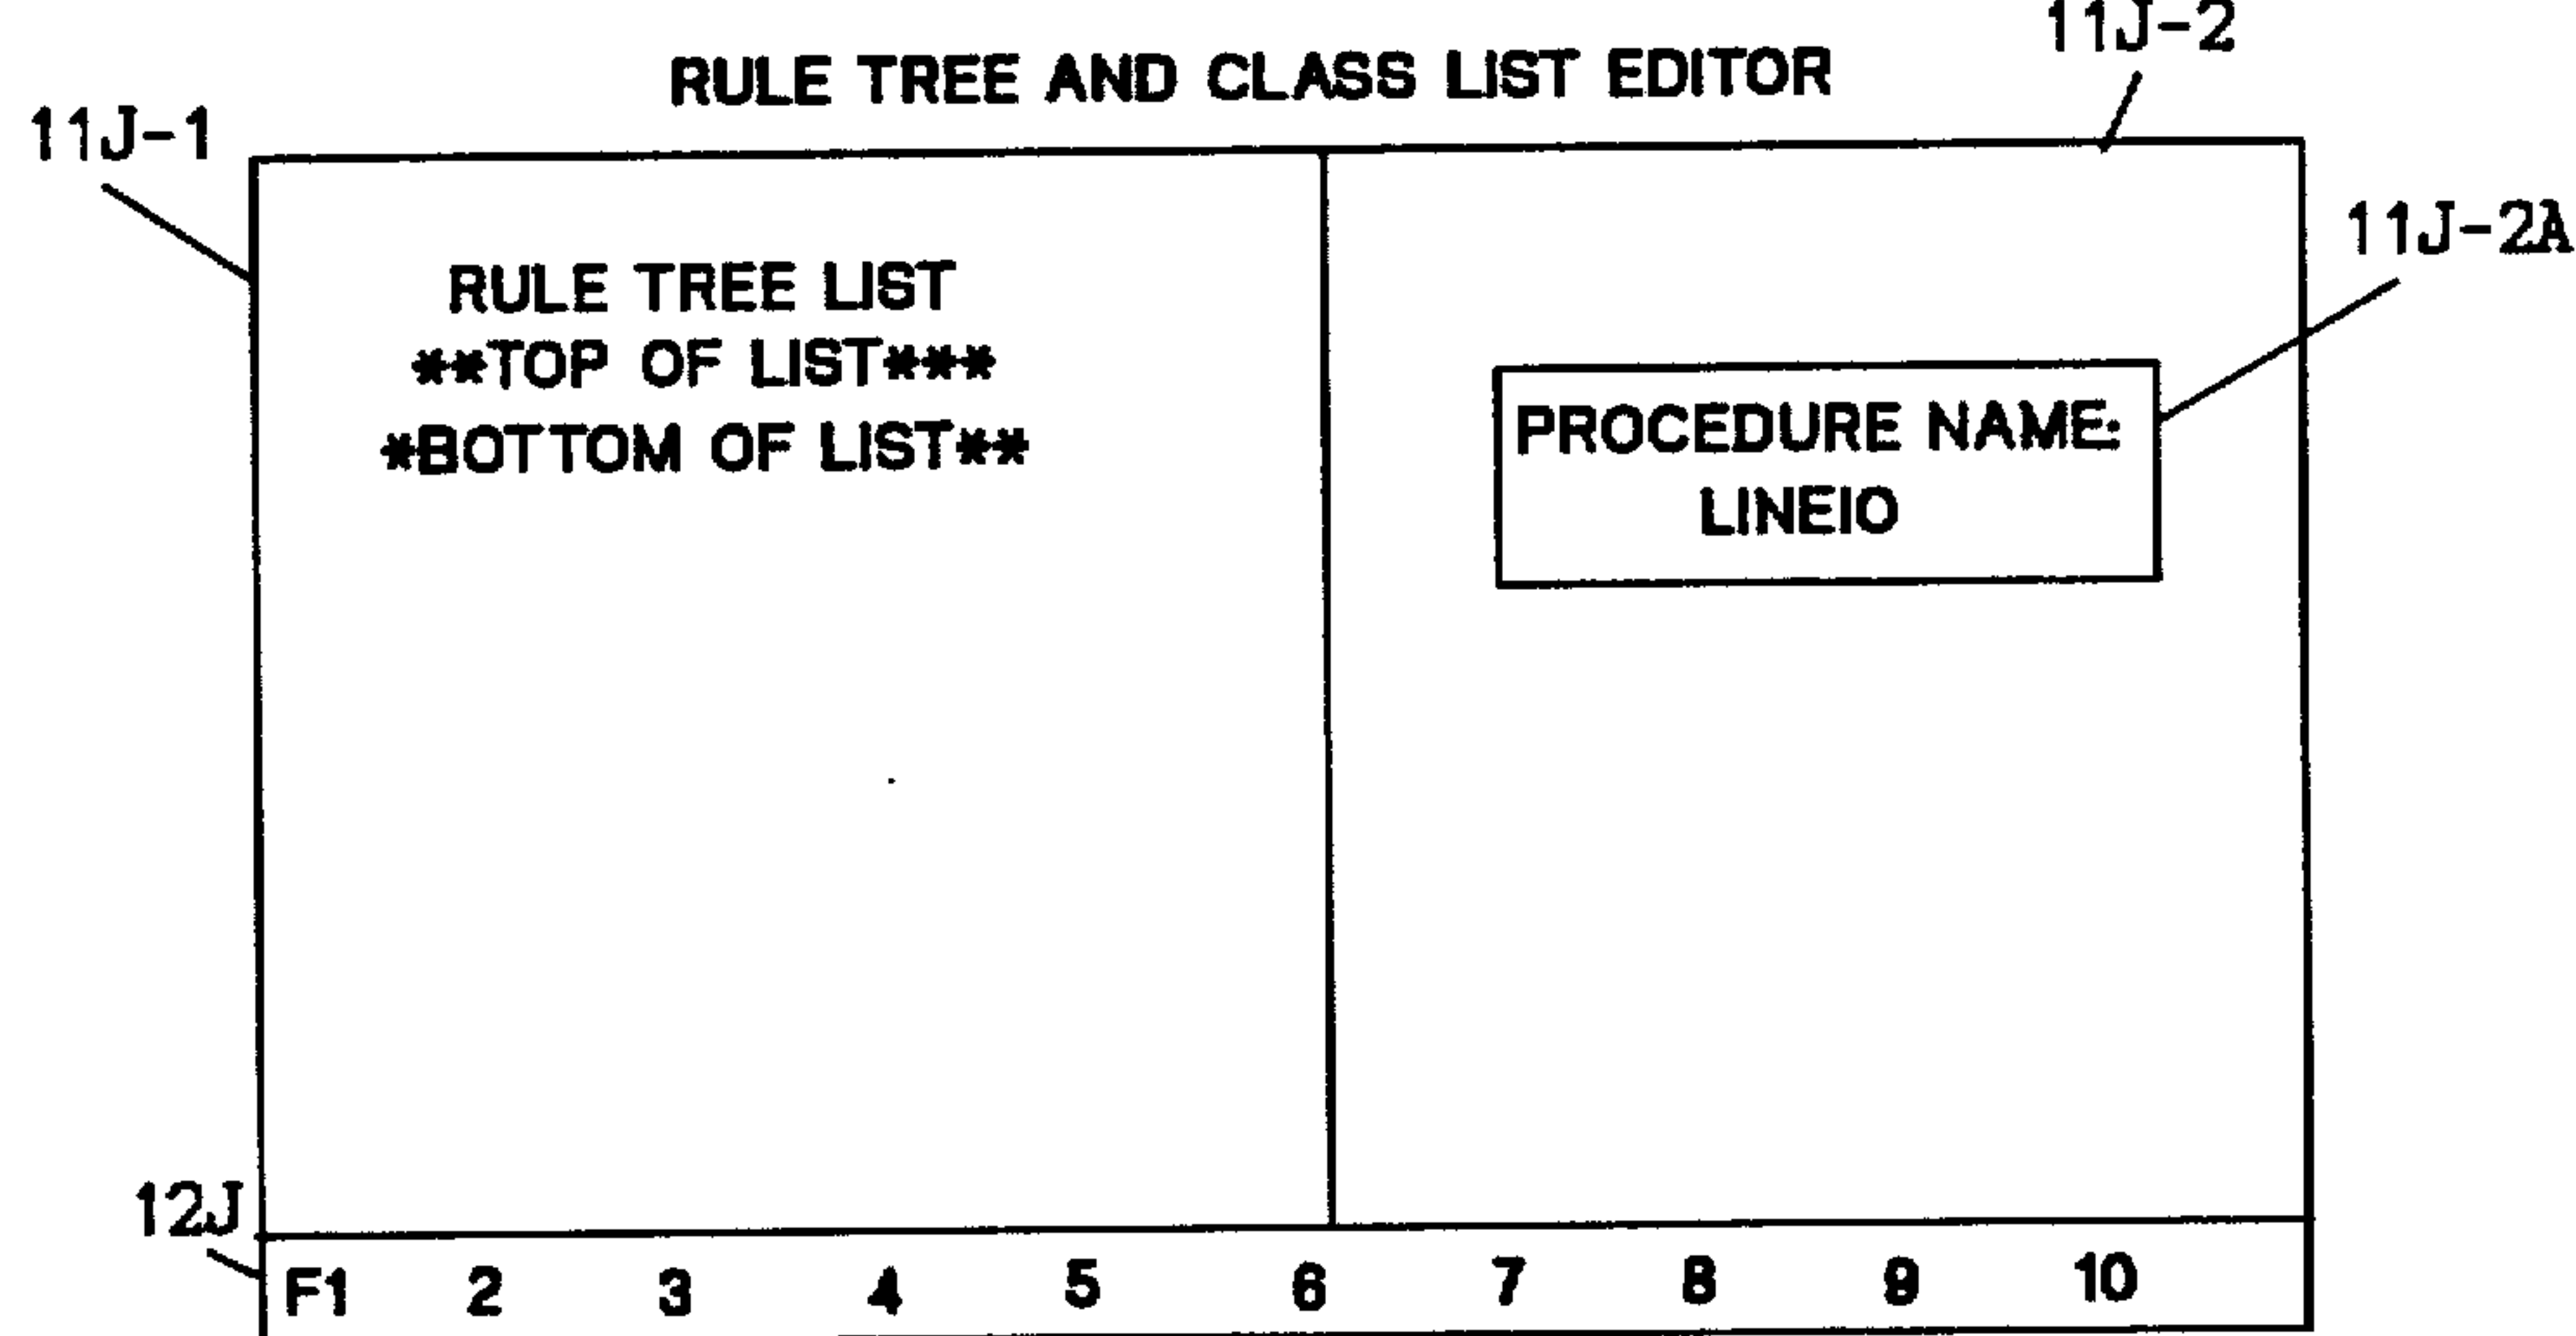 11J-2
RULE TREE AND CLASS LIST EDITOR
11J-1
11J-2A
RULE TREE LIST
**TOP OF LIST***
*BOTTOM OF LIST**
PROCEDURE NAME:
LINEIO
12J
F1 2 3 4 5 6 7 8 9 10